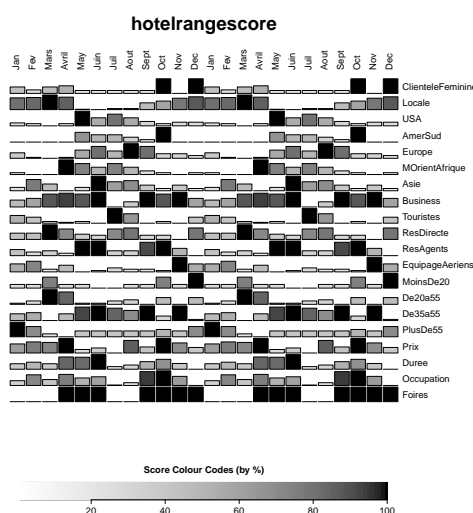 hotelrangescore
Jan Fev Mars Avril May Juin Juil Aout Sept Oct Nov Dec Jan Fev Mars Avril May Juin Juil Aout Sept Oct Nov Dec
ClienteleFeminine
Locale
USA
AmerSud
Europe
MOrientAfrique
Asie
Business
Touristes
ResDirecte
ResAgents
EquipageAeriens
MoinsDe20
De20a55
De35a55
PlusDe55
Prix
Duree
Occupation
Foires
Score Colour Codes (by %)
20 40 60 80 100